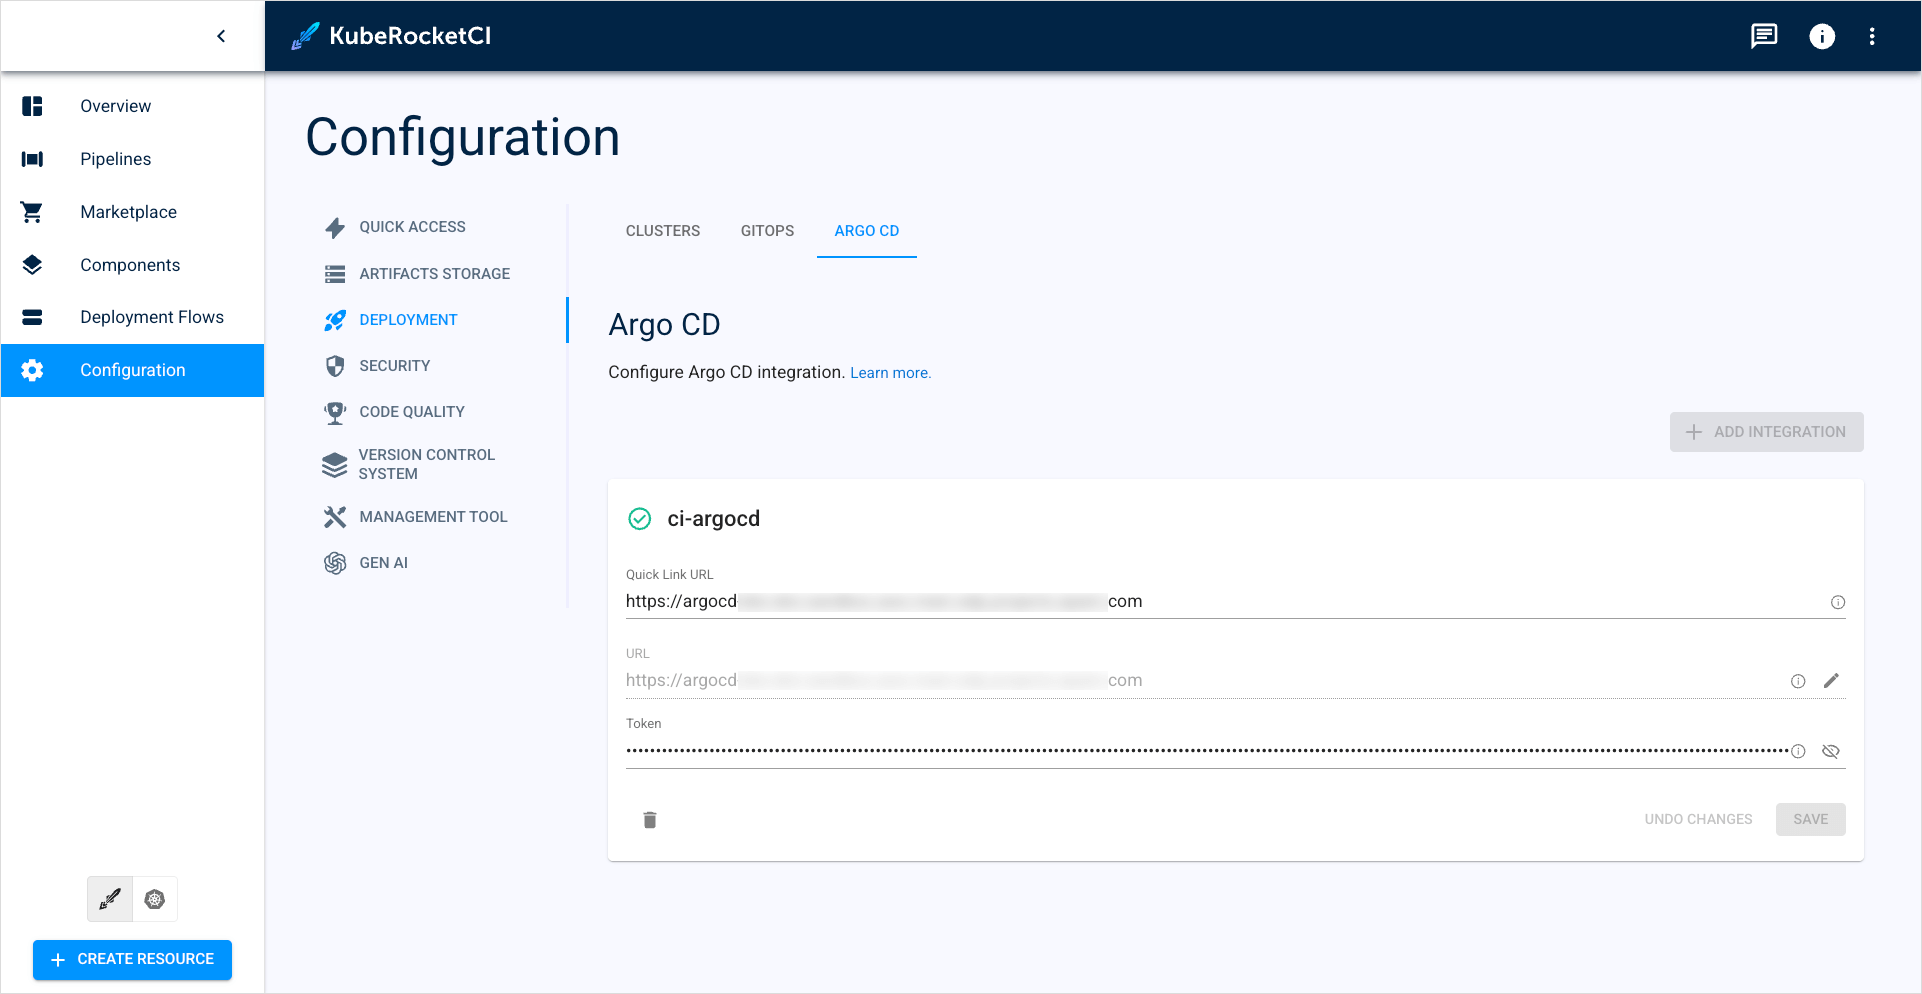 KubeRocketCI
Overview
Pipelines
Marketplace
Components
Deployment Flows
Configuration
CREATE RESOURCE
Configuration
QUICK ACCESS
ARTIFACTS STORAGE
DEPLOYMENT
SECURITY
CODE QUALITY
VERSION CONTROL
SYSTEM
MANAGEMENT TOOL
GEN AI
CLUSTERS GITOPS ARGO CD
Argo CD
Configure Argo CD integration. Learn more.
ADD INTEGRATION
ci-argocd
Quick Link URL
https://argocd com
URL
https://argocd com
Token
UNDO CHANGES SAVE